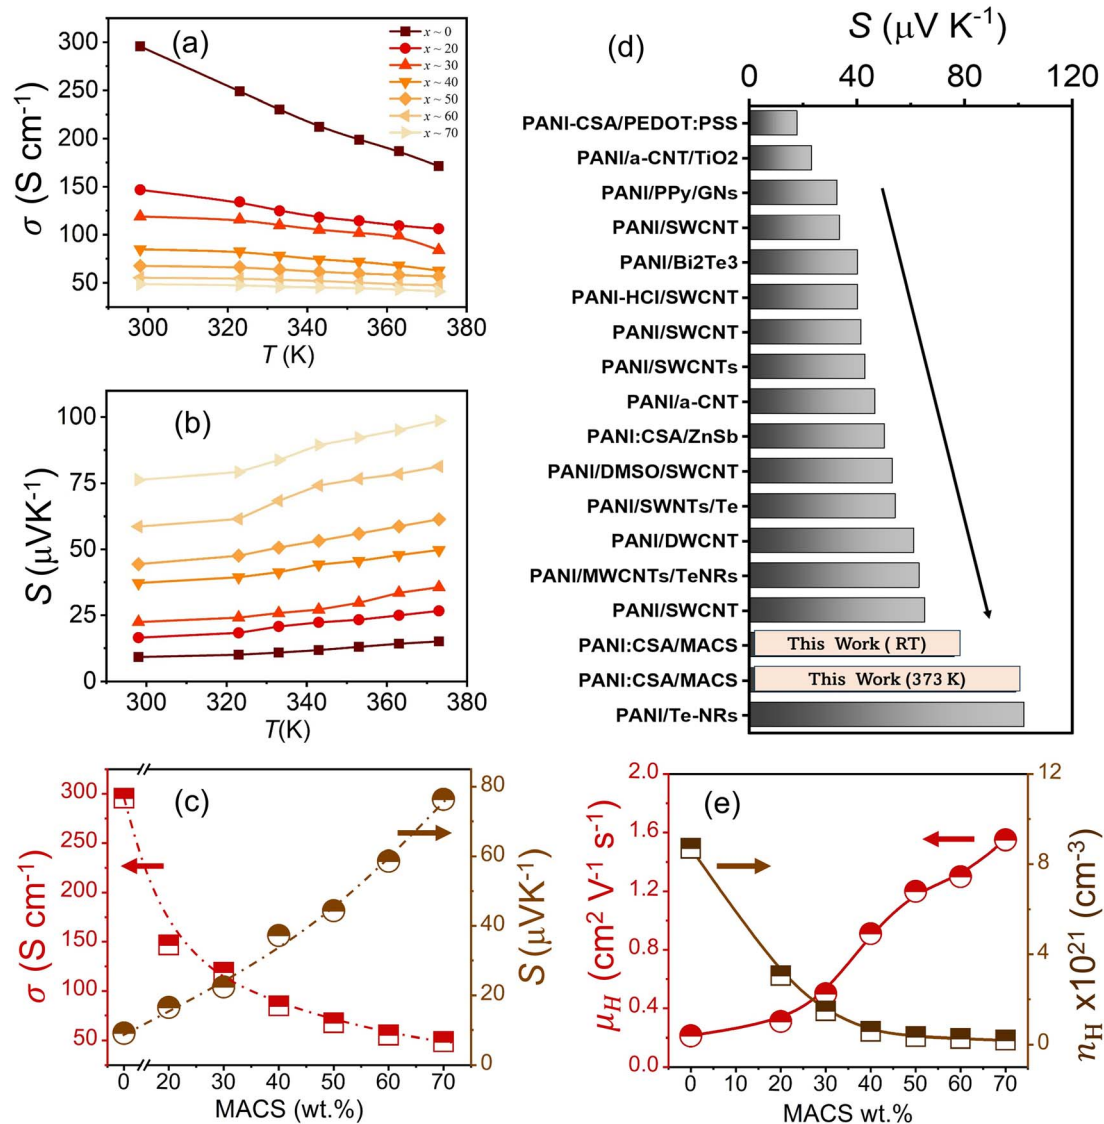 (a)
x ~ 0
x ~ 20
x ~ 30
x ~ 40
x ~ 50
x ~ 60
x ~ 70
300
250
200
150
100
50
σ (S cm⁻¹)
300 320 340 360 380
T (K)
(b)
100
75
50
25
0
S (μVK⁻¹)
300 320 340 360 380
T(K)
S (μV K⁻¹)
(d)
0 40 80 120
PANI-CSA/PEDOT:PSS
PANI/a-CNT/TiO2
PANI/PPy/GNs
PANI/SWCNT
PANI/Bi2Te3
PANI-HCl/SWCNT
PANI/SWCNT
PANI/SWCNTs
PANI/a-CNT
PANI:CSA/ZnSb
PANI/DMSO/SWCNT
PANI/SWNTs/Te
PANI/DWCNT
PANI/MWCNTs/TeNRs
PANI/SWCNT
PANI:CSA/MACS This Work ( RT)
PANI:CSA/MACS This Work (373 K)
PANI/Te-NRs
(c)
300
250
200
150
100
50
σ (S cm⁻¹)
80
60
40
20
0
S (μVK⁻¹)
0 20 30 40 50 60 70
MACS (wt.%)
(e)
2.0
1.6
1.2
0.8
0.4
0.0
μH (cm² V⁻¹ s⁻¹)
12
8
4
0
nH x10²¹ (cm⁻³)
0 10 20 30 40 50 60 70
MACS wt.%